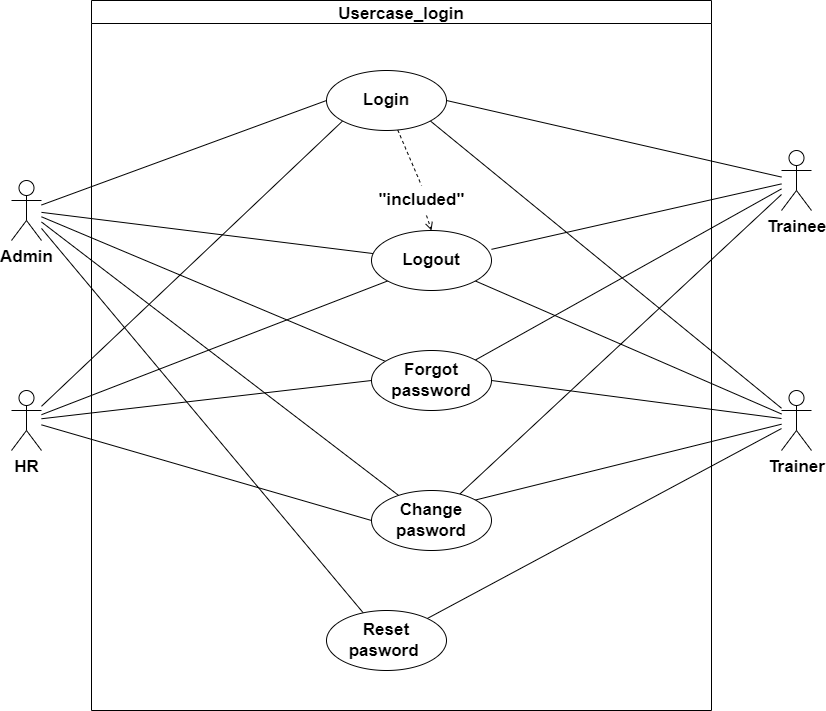 Usercase_login
Login
"included"
Admin
Trainee
Logout
Forgot
password
HR
Trainer
Change
pasword
Reset
pasword